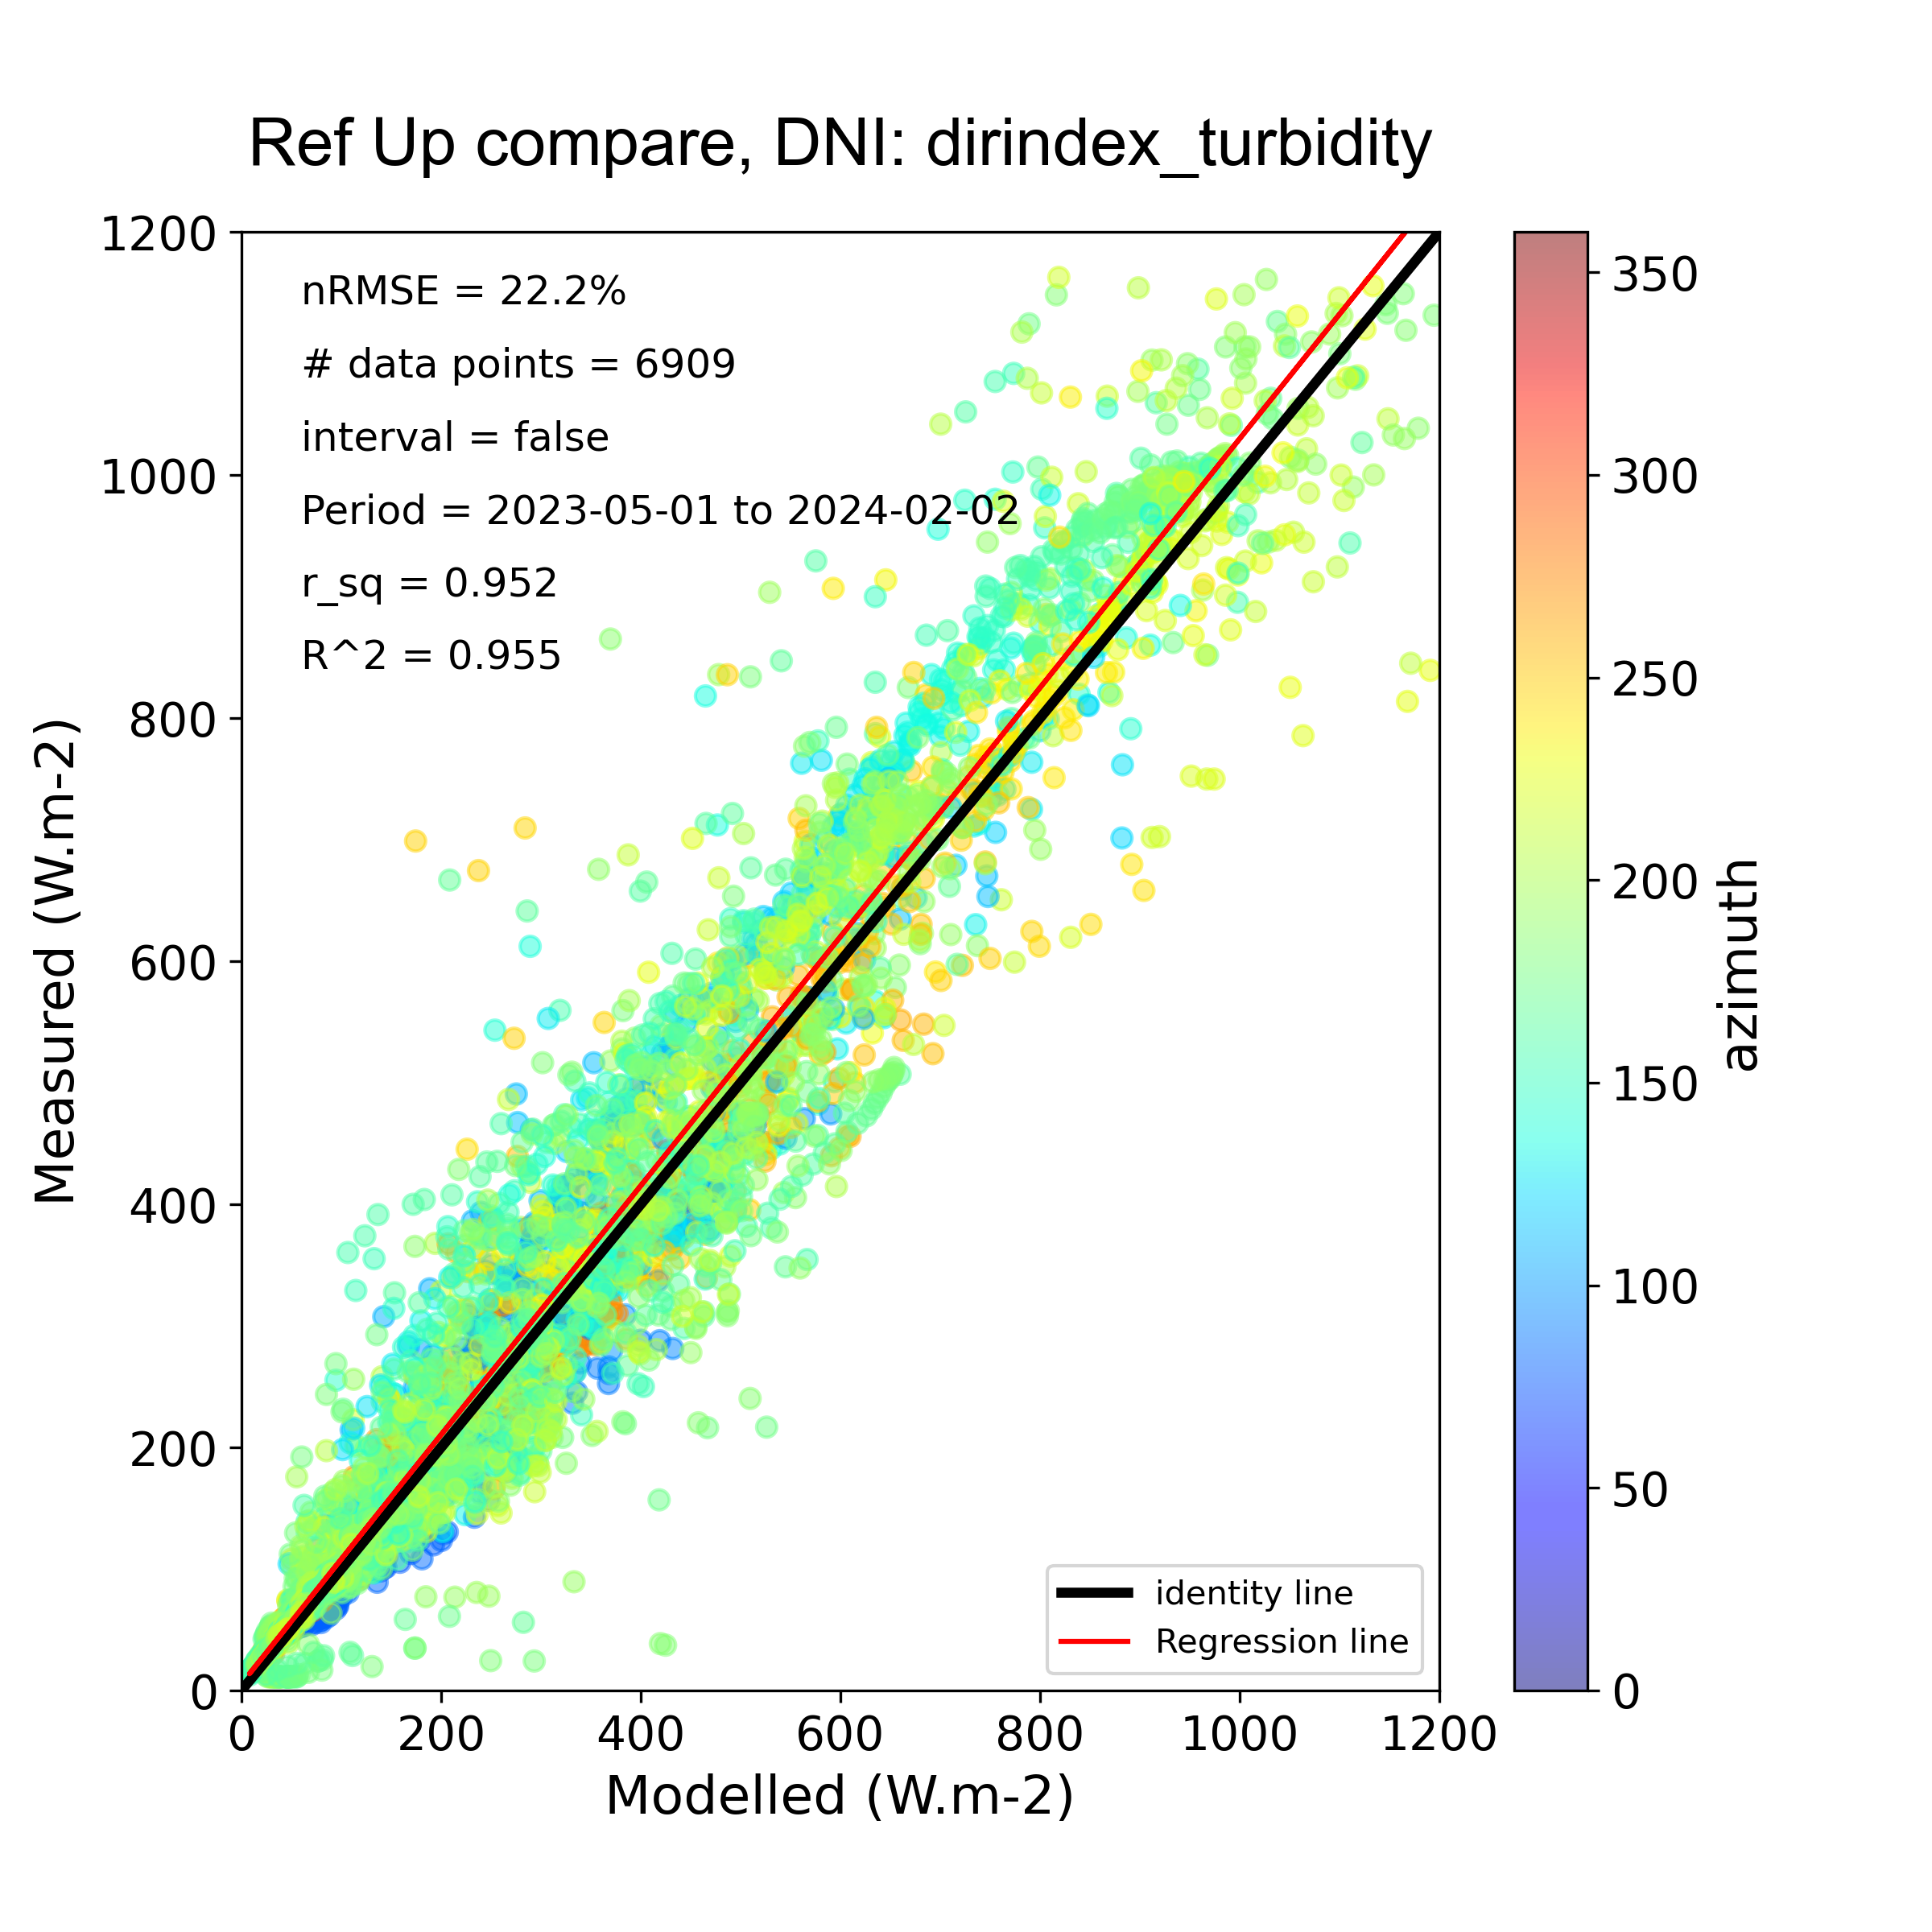 Ref Up compare, DNI: dirindex_turbidity
nRMSE = 22.2%
# data points = 6909
interval = false
Period = 2023-05-01 to 2024-02-02
r_sq = 0.952
R^2 = 0.955
Measured (W.m-2)
1200
1000
800
600
400
200
0
0 200 400 600 800 1000 1200
Modelled (W.m-2)
identity line
Regression line
350
300
250
200
150
100
50
0
azimuth